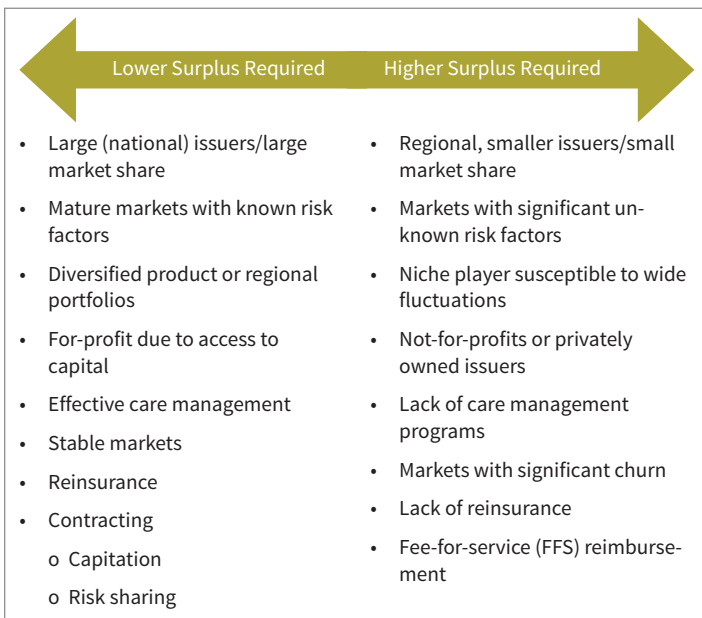 Lower Surplus Required
Higher Surplus Required
• Large (national) issuers/large
market share
• Mature markets with known risk
factors
• Diversified product or regional
portfolios
• For-profit due to access to
capital
• Effective care management
• Stable markets
• Reinsurance
• Contracting
o Capitation
o Risk sharing
• Regional, smaller issuers/small
market share
• Markets with significant un-
known risk factors
• Niche player susceptible to wide
fluctuations
• Not-for-profits or privately
owned issuers
• Lack of care management
programs
• Markets with significant churn
• Lack of reinsurance
• Fee-for-service (FFS) reimburse-
ment